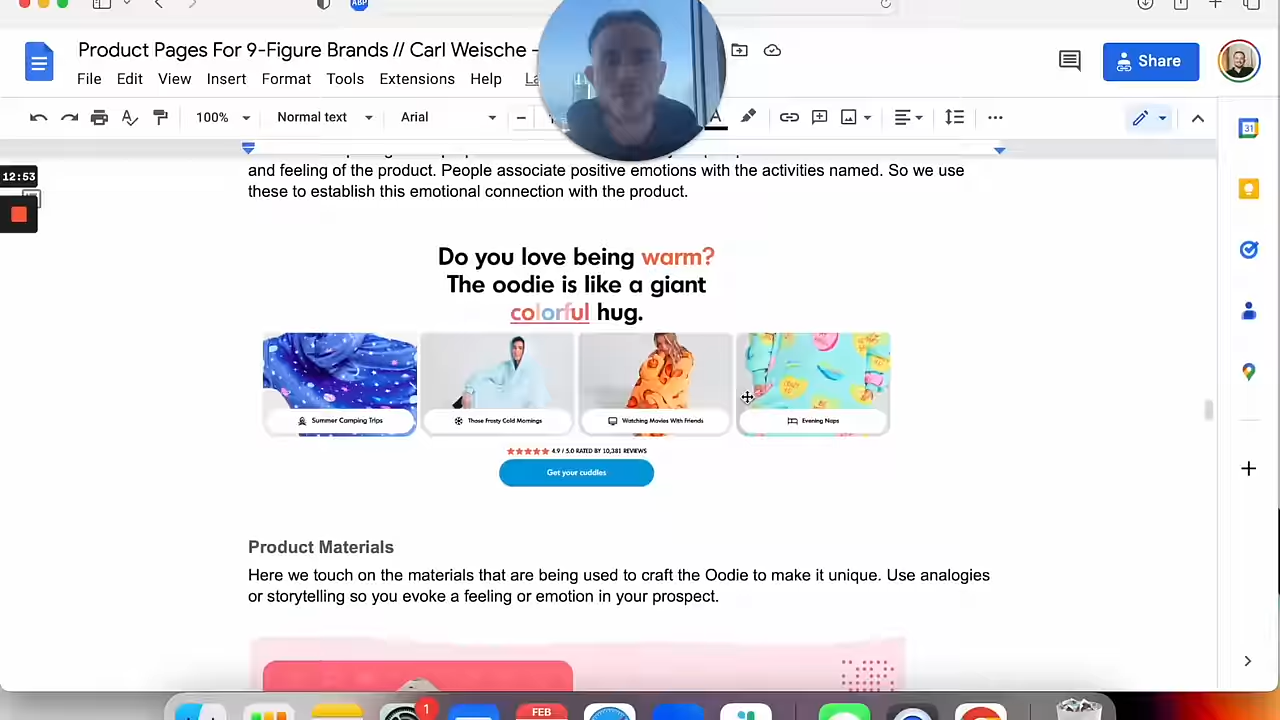 ABP
Product Pages For 9-Figure Brands // Carl Weische -
File Edit View Insert Format Tools Extensions Help
Share
100% Normal text Arial
A
12:53
and feeling of the product. People associate positive emotions with the activities named. So we use
these to establish this emotional connection with the product.
Do you love being warm?
The oodie is like a giant
colorful hug.
Summer Camping Trips
Those Frosty Cold Mornings
Watching Movies With Friends
Evening Naps
4.9 / 5.0 RATED BY 10,381 REVIEWS
Get your cuddles
Product Materials
Here we touch on the materials that are being used to craft the Oodie to make it unique. Use analogies
or storytelling so you evoke a feeling or emotion in your prospect.
31
1
FEB